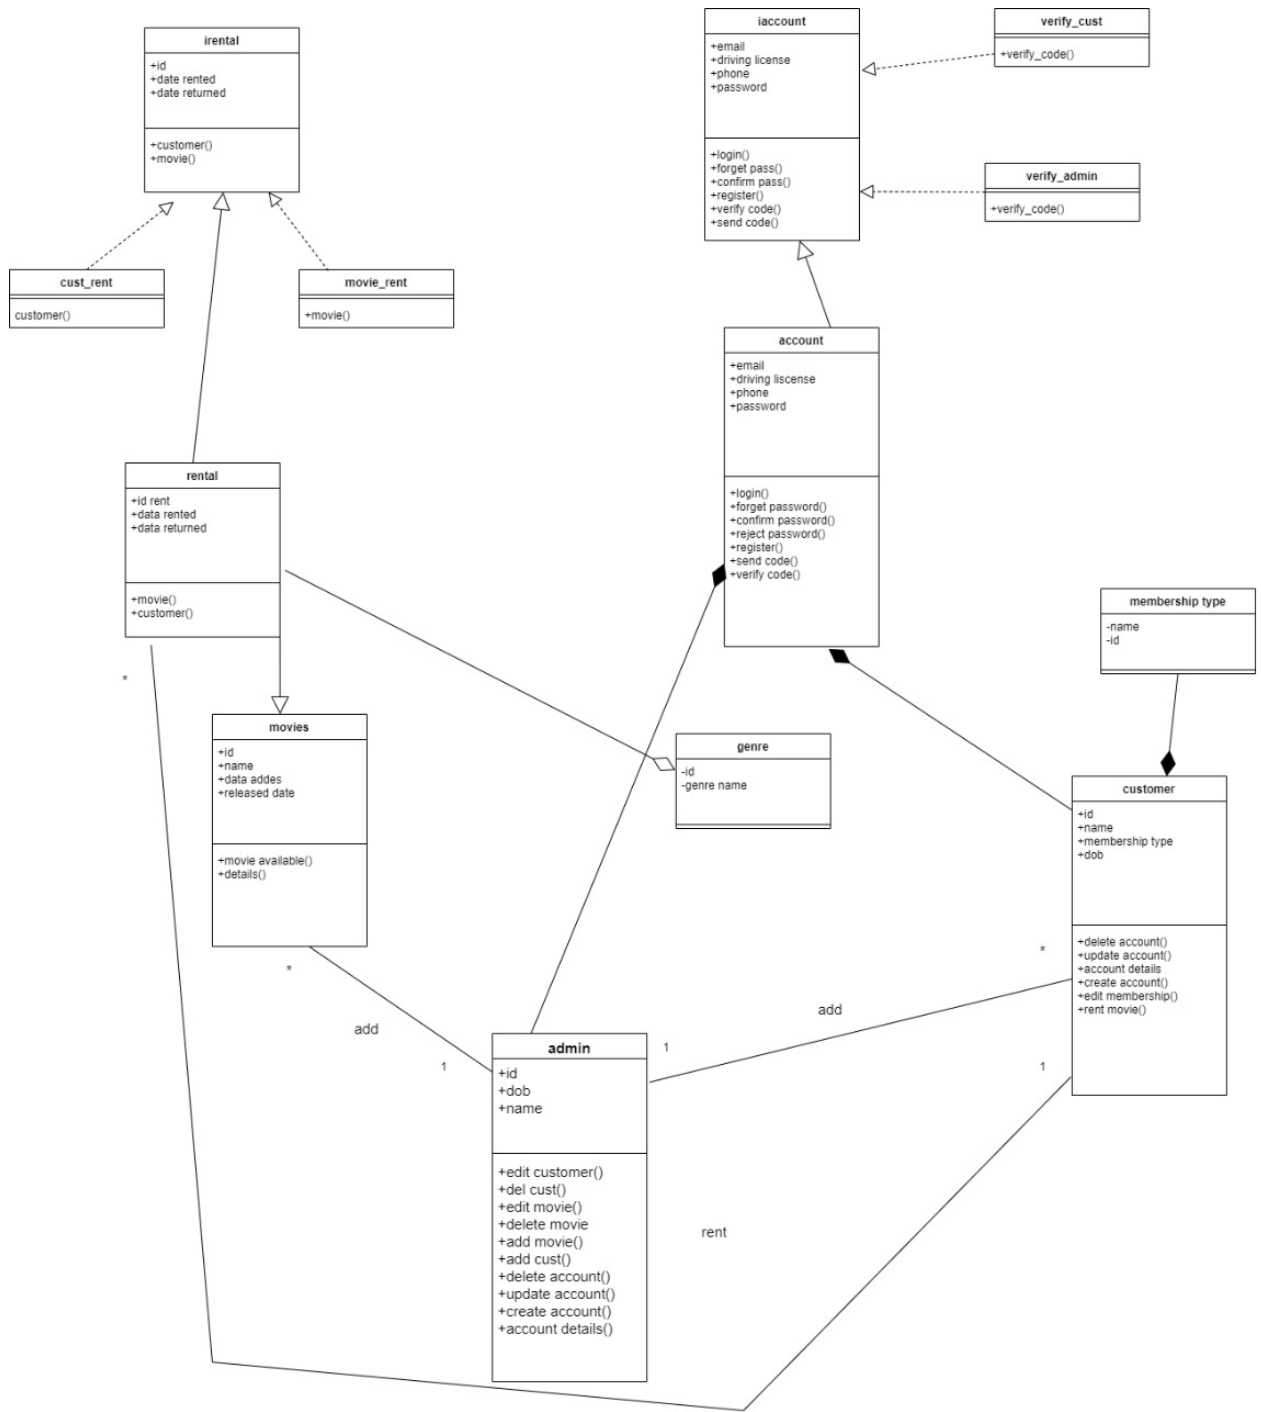 irental
+id
+date rented
+date returned
+customer()
+movie()
iaccount
+email
+driving license
+phone
+password
+login()
+forget pass()
+confirm pass()
+register()
+verify code()
+send code()
verify_cust
+verify_code()
verify_admin
+verify_code()
cust_rent
customer()
movie_rent
+movie()
account
+email
+driving liscense
+phone
+password
+login()
+forget password()
+confirm password()
+reject password()
+register()
+send code()
+verify code()
rental
+id rent
+data rented
+data returned
+movie()
+customer()
membership type
-name
-id
*
movies
+id
+name
+data addes
+released date
+movie available()
+details()
genre
-id
-genre name
customer
+id
+name
+membership type
+dob
+delete account()
+update account()
+account details
+create account()
+edit membership()
+rent movie()
*
*
add
add
1
1
1
admin
+id
+dob
+name
+edit customer()
+del cust()
+edit movie()
+delete movie
+add movie()
+add cust()
+delete account()
+update account()
+create account()
+account details()
rent